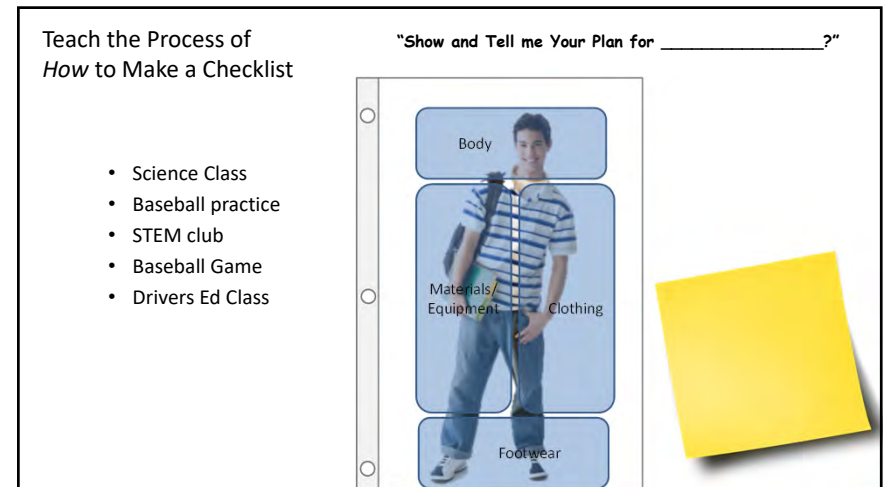 Teach the Process of
How to Make a Checklist
“Show and Tell me Your Plan for ________________?”
• Science Class
• Baseball practice
• STEM club
• Baseball Game
• Drivers Ed Class
Body
Materials/
Equipment
Clothing
Footwear